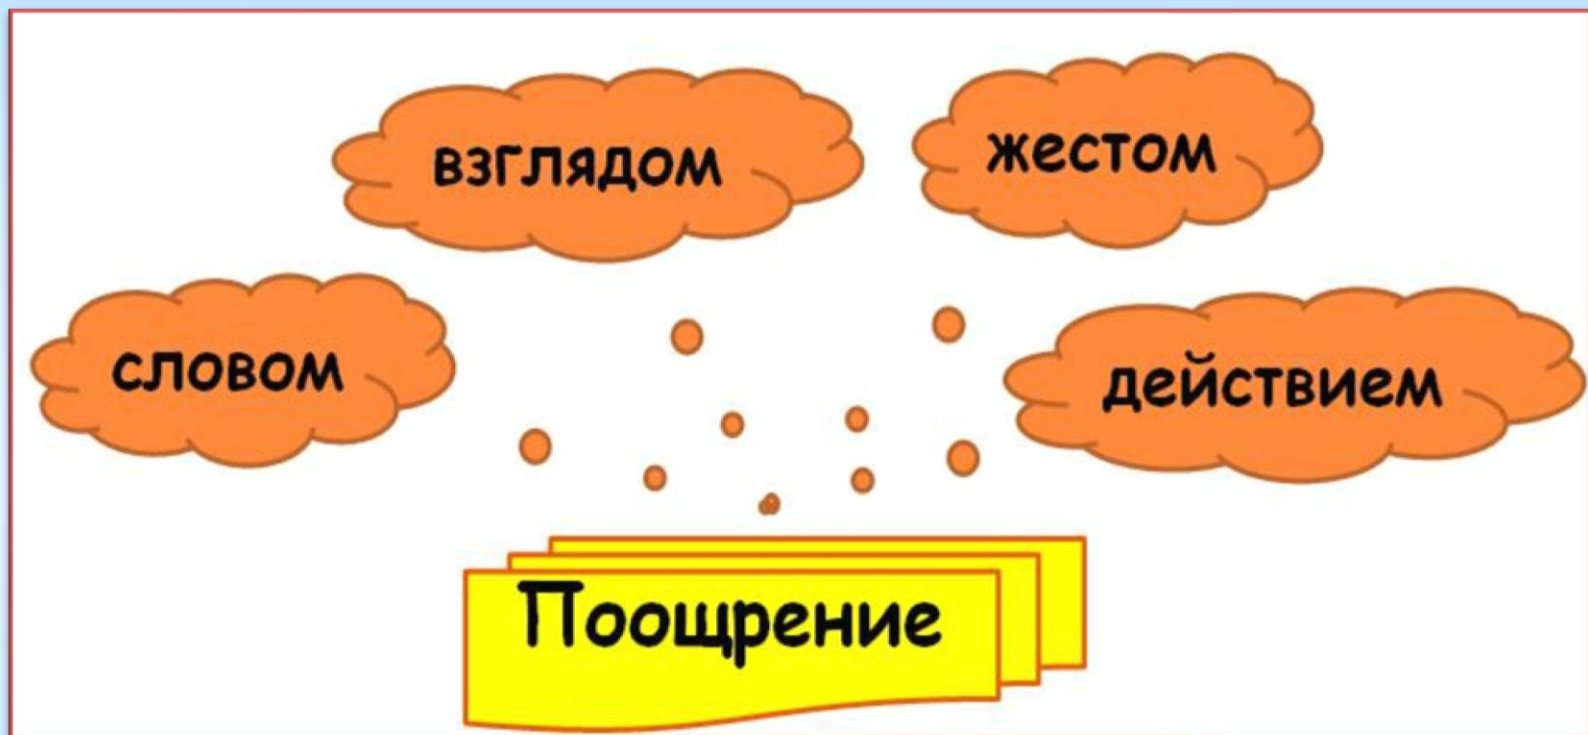 взглядом
жестом
словом
действием
Поощрение